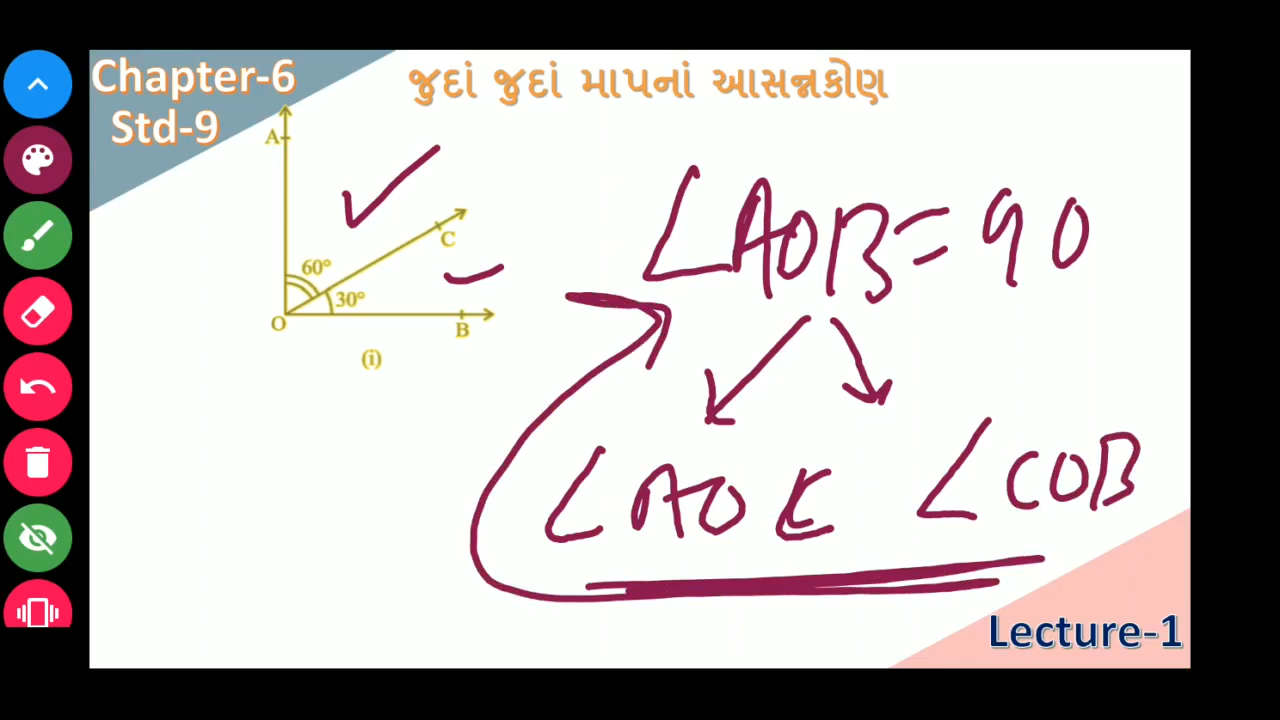 Chapter-6
Std-9
જુદાં જુદાં માપનાં આસન્નકોણ
A
C
60°
30°
O
B
(i)
∠AOB = 90
∠AOC ∠COB
Lecture-1